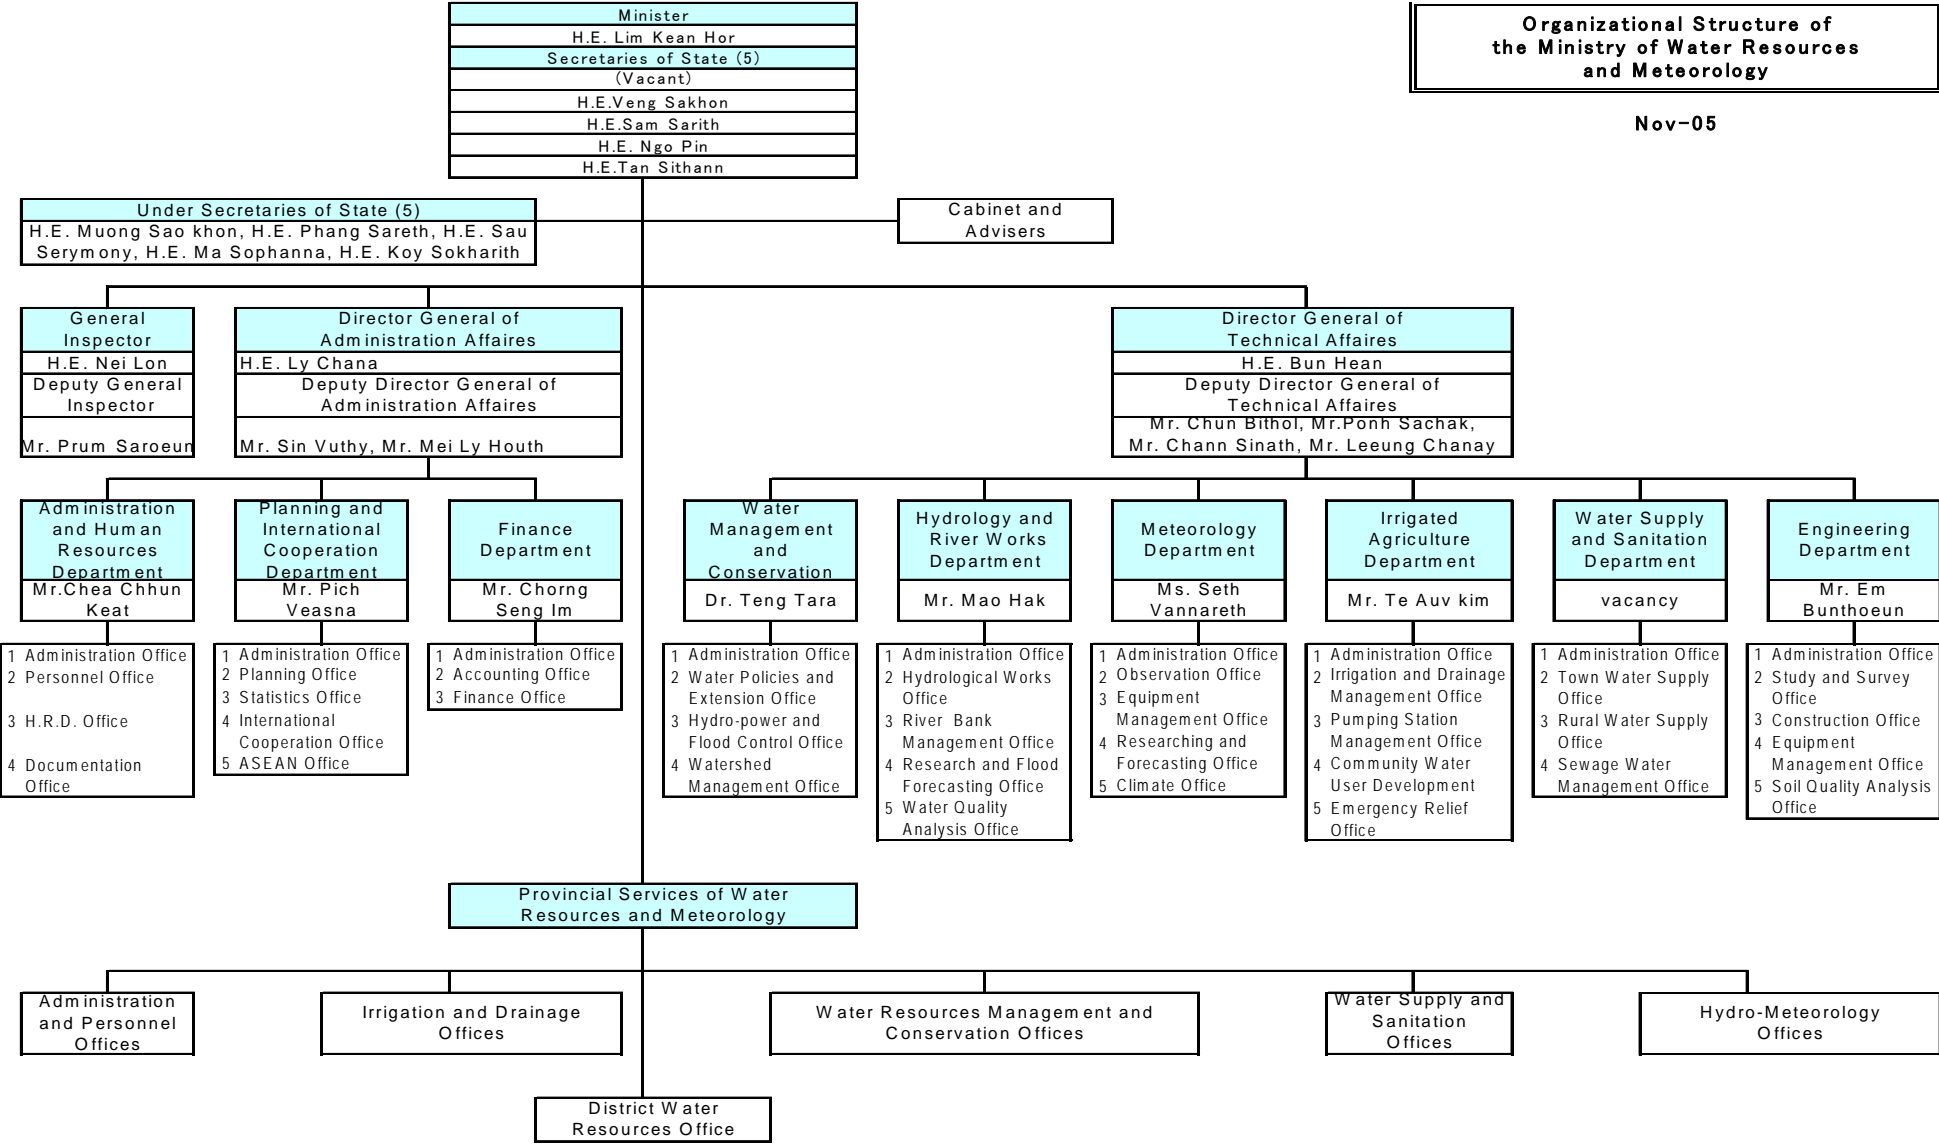 Minister
H.E. Lim Kean Hor
Secretaries of State (5)
(Vacant)
H.E.Veng Sakhon
H.E.Sam Sarith
H.E. Ngo Pin
H.E.Tan Sithann
Organizational Structure of
the Ministry of Water Resources
and Meteorology
Nov-05
Under Secretaries of State (5)
H.E. Muong Sao khon, H.E. Phang Sareth, H.E. Sau
Serymony, H.E. Ma Sophanna, H.E. Koy Sokharith
Cabinet and
Advisers
General
Inspector
H.E. Nei Lon
Deputy General
Inspector
Mr. Prum Saroeun
Director General of
Administration Affaires
H.E. Ly Chana
Deputy Director General of
Administration Affaires
Mr. Sin Vuthy, Mr. Mei Ly Houth
Director General of
Technical Affaires
H.E. Bun Hean
Deputy Director General of
Technical Affaires
Mr. Chun Bithol, Mr.Ponh Sachak,
Mr. Chann Sinath, Mr. Leeung Chanay
Administration
and Human
Resources
Department
Mr.Chea Chhun
Keat
1 Administration Office
2 Personnel Office
3 H.R.D. Office
4 Documentation
Office
Planning and
International
Cooperation
Department
Mr. Pich
Veasna
1 Administration Office
2 Planning Office
3 Statistics Office
4 International
Cooperation Office
5 ASEAN Office
Finance
Department
Mr. Chorng
Seng Im
1 Administration Office
2 Accounting Office
3 Finance Office
Water
Management
and
Conservation
Dr. Teng Tara
1 Administration Office
2 Water Policies and
Extension Office
3 Hydro-power and
Flood Control Office
4 Watershed
Management Office
Hydrology and
River Works
Department
Mr. Mao Hak
1 Administration Office
2 Hydrological Works
Office
3 River Bank
Management Office
4 Research and Flood
Forecasting Office
5 Water Quality
Analysis Office
Meteorology
Department
Ms. Seth
Vannareth
1 Administration Office
2 Observation Office
3 Equipment
Management Office
4 Researching and
Forecasting Office
5 Climate Office
Irrigated
Agriculture
Department
Mr. Te Auv kim
1 Administration Office
2 Irrigation and Drainage
Management Office
3 Pumping Station
Management Office
4 Community Water
User Development
5 Emergency Relief
Office
Water Supply
and Sanitation
Department
vacancy
1 Administration Office
2 Town Water Supply
Office
3 Rural Water Supply
Office
4 Sewage Water
Management Office
Engineering
Department
Mr. Em
Bunthoeun
1 Administration Office
2 Study and Survey
Office
3 Construction Office
4 Equipment
Management Office
5 Soil Quality Analysis
Office
Provincial Services of Water
Resources and Meteorology
Administration
and Personnel
Offices
Irrigation and Drainage
Offices
Water Resources Management and
Conservation Offices
Water Supply and
Sanitation
Offices
Hydro-Meteorology
Offices
District Water
Resources Office